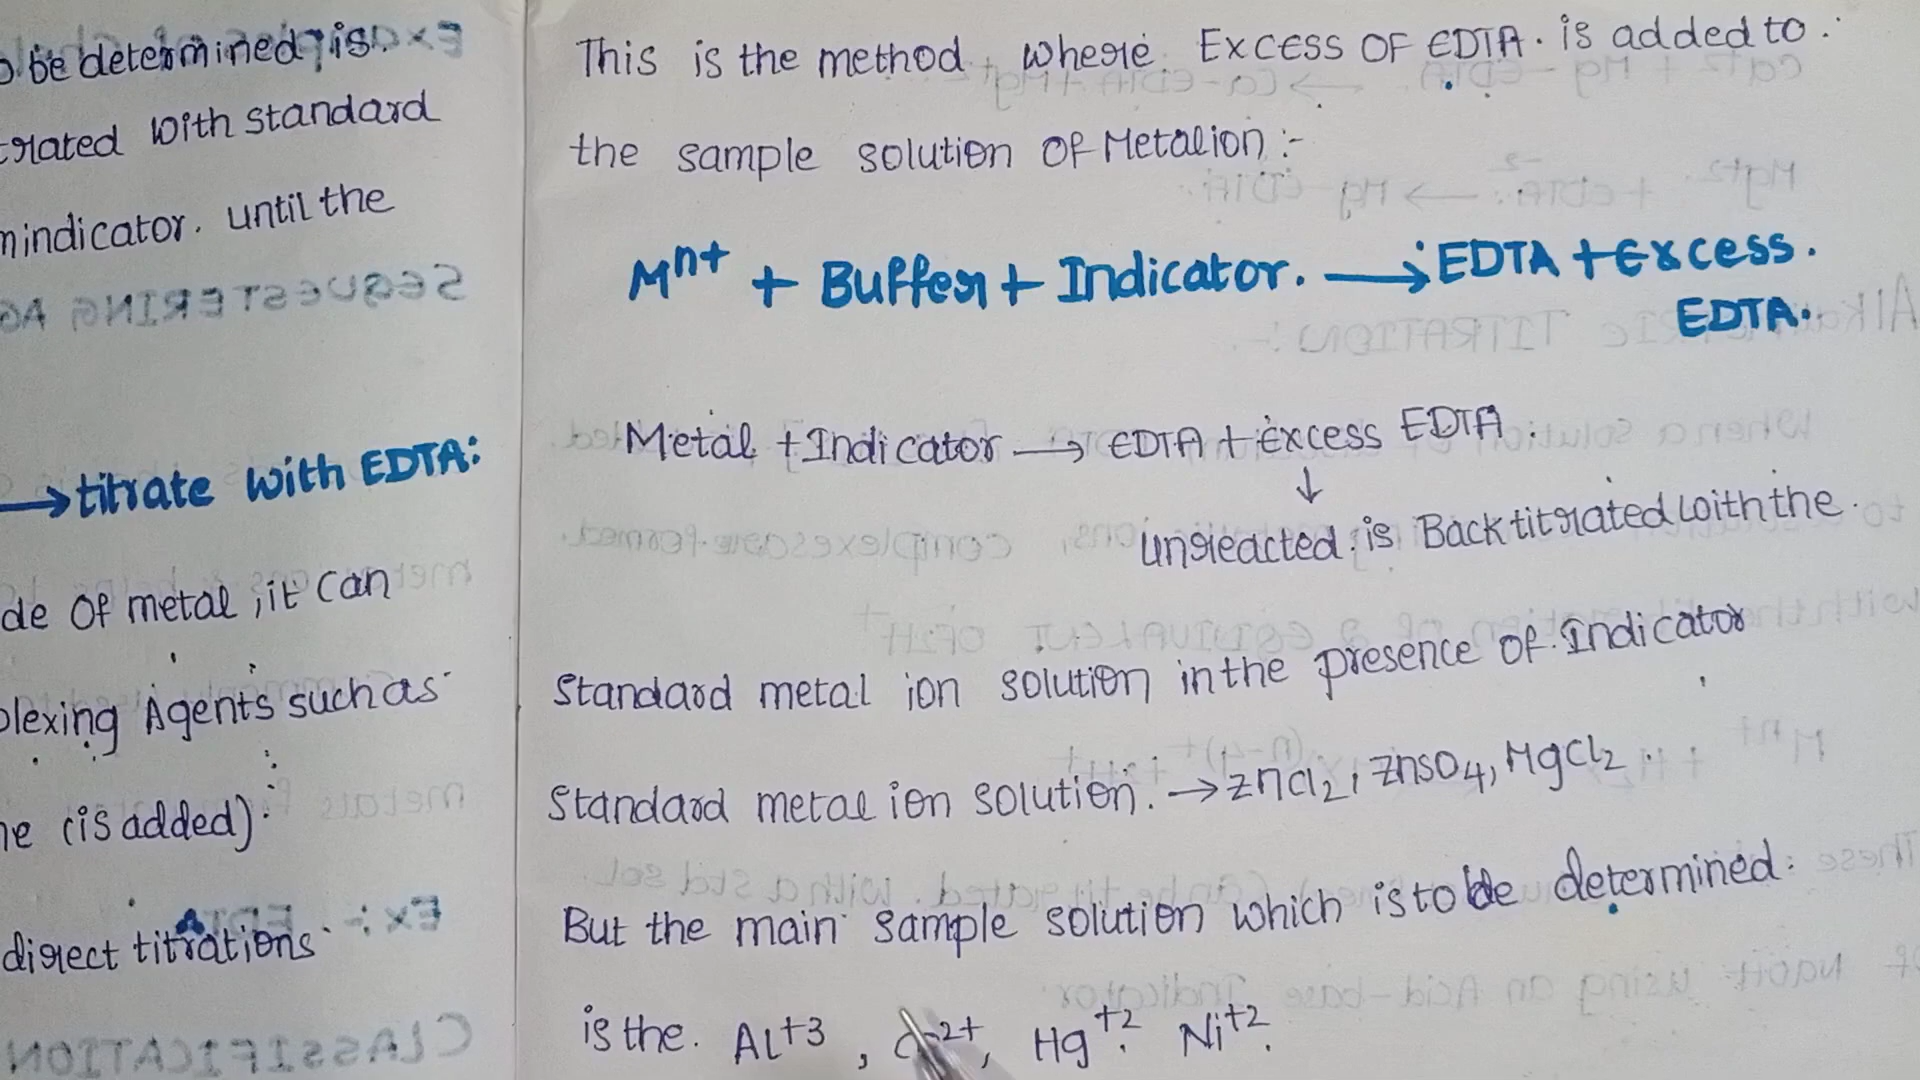 be determined is
trated with standard
indicator. until the
→ titrate with EDTA:
de of metal, it can
plexing Agents such as
(is added):
direct titrations
This is the method, where EXCESS OF EDTA. is added to
the sample solution OF Metal ion :-
Mⁿ⁺ + Buffer + Indicator. → EDTA + Excess.
EDTA.
Metal + Indicator → EDTA + excess EDTA.
↓
unreacted is Back titrated with the
standard metal ion solution in the presence of Indicator
Standard metal ion solution. → ZnCl₂, ZnSO₄, MgCl₂
But the main sample solution which is to be determined.
is the. Al⁺³, 2+, Hg⁺², Ni⁺².